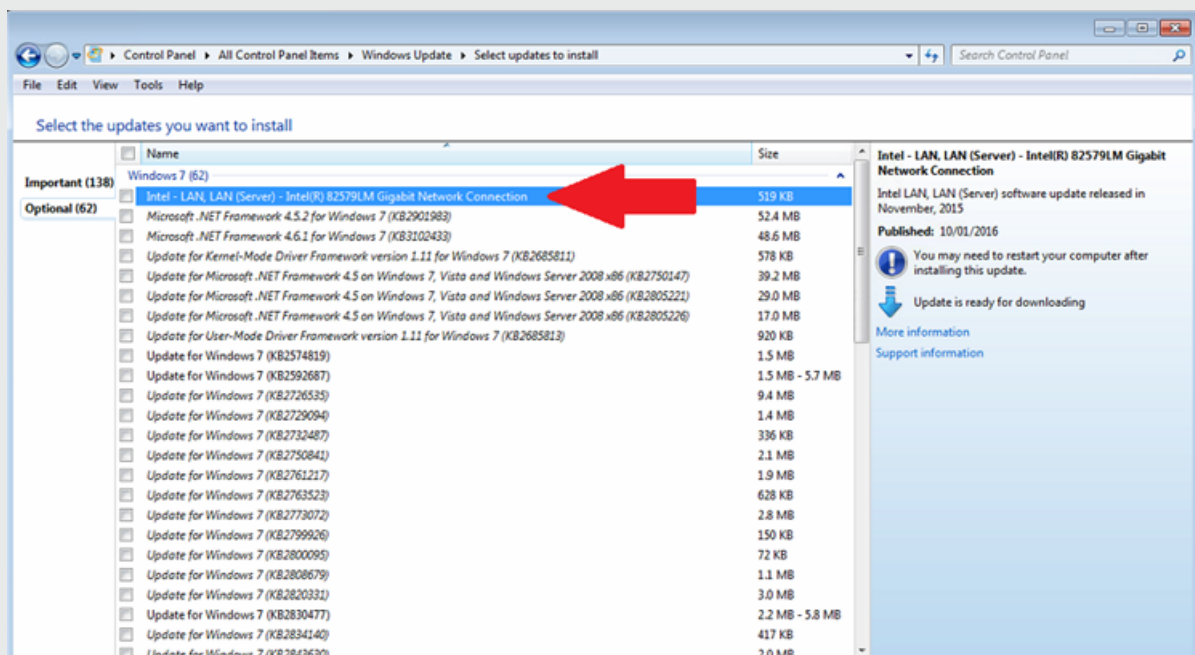 Control Panel ▸ All Control Panel Items ▸ Windows Update ▸ Select updates to install
Search Control Panel
File Edit View Tools Help
Select the updates you want to install
Important (138)
Optional (62)
Name Size
Windows 7 (62)
Intel - LAN, LAN (Server) - Intel(R) 82579LM Gigabit Network Connection 519 KB
Microsoft .NET Framework 4.5.2 for Windows 7 (KB2901983) 52.4 MB
Microsoft .NET Framework 4.6.1 for Windows 7 (KB3102433) 48.6 MB
Update for Kernel-Mode Driver Framework version 1.11 for Windows 7 (KB2685811) 578 KB
Update for Microsoft .NET Framework 4.5 on Windows 7, Vista and Windows Server 2008 x86 (KB2750147) 39.2 MB
Update for Microsoft .NET Framework 4.5 on Windows 7, Vista and Windows Server 2008 x86 (KB2805221) 29.0 MB
Update for Microsoft .NET Framework 4.5 on Windows 7, Vista and Windows Server 2008 x86 (KB2805226) 17.0 MB
Update for User-Mode Driver Framework version 1.11 for Windows 7 (KB2685813) 920 KB
Update for Windows 7 (KB2574819) 1.5 MB
Update for Windows 7 (KB2592687) 1.5 MB - 5.7 MB
Update for Windows 7 (KB2726535) 9.4 MB
Update for Windows 7 (KB2729094) 1.4 MB
Update for Windows 7 (KB2732487) 336 KB
Update for Windows 7 (KB2750841) 2.1 MB
Update for Windows 7 (KB2761217) 1.9 MB
Update for Windows 7 (KB2763523) 628 KB
Update for Windows 7 (KB2773072) 2.8 MB
Update for Windows 7 (KB2799926) 150 KB
Update for Windows 7 (KB2800095) 72 KB
Update for Windows 7 (KB2808679) 1.1 MB
Update for Windows 7 (KB2820331) 3.0 MB
Update for Windows 7 (KB2830477) 2.2 MB - 5.8 MB
Update for Windows 7 (KB2834140) 417 KB
Update for Windows 7 (KB2843630) 2.0 MB
Intel - LAN, LAN (Server) - Intel(R) 82579LM Gigabit
Network Connection
Intel LAN, LAN (Server) software update released in
November, 2015
Published: 10/01/2016
You may need to restart your computer after
installing this update.
Update is ready for downloading
More information
Support information